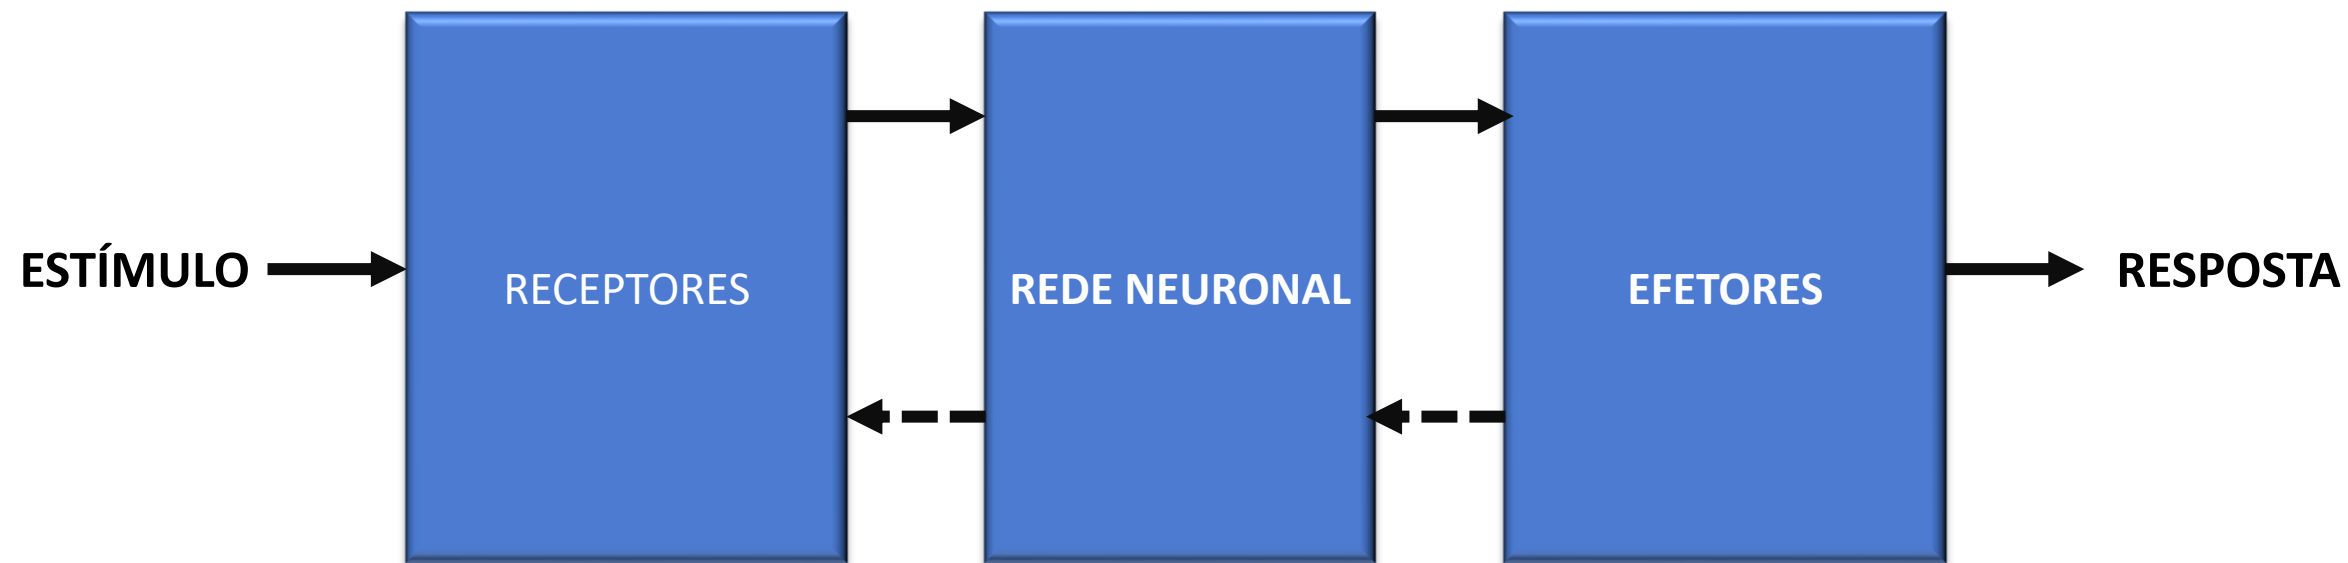 ESTÍMULO
RECEPTORES
REDE NEURONAL
EFETORES
RESPOSTA